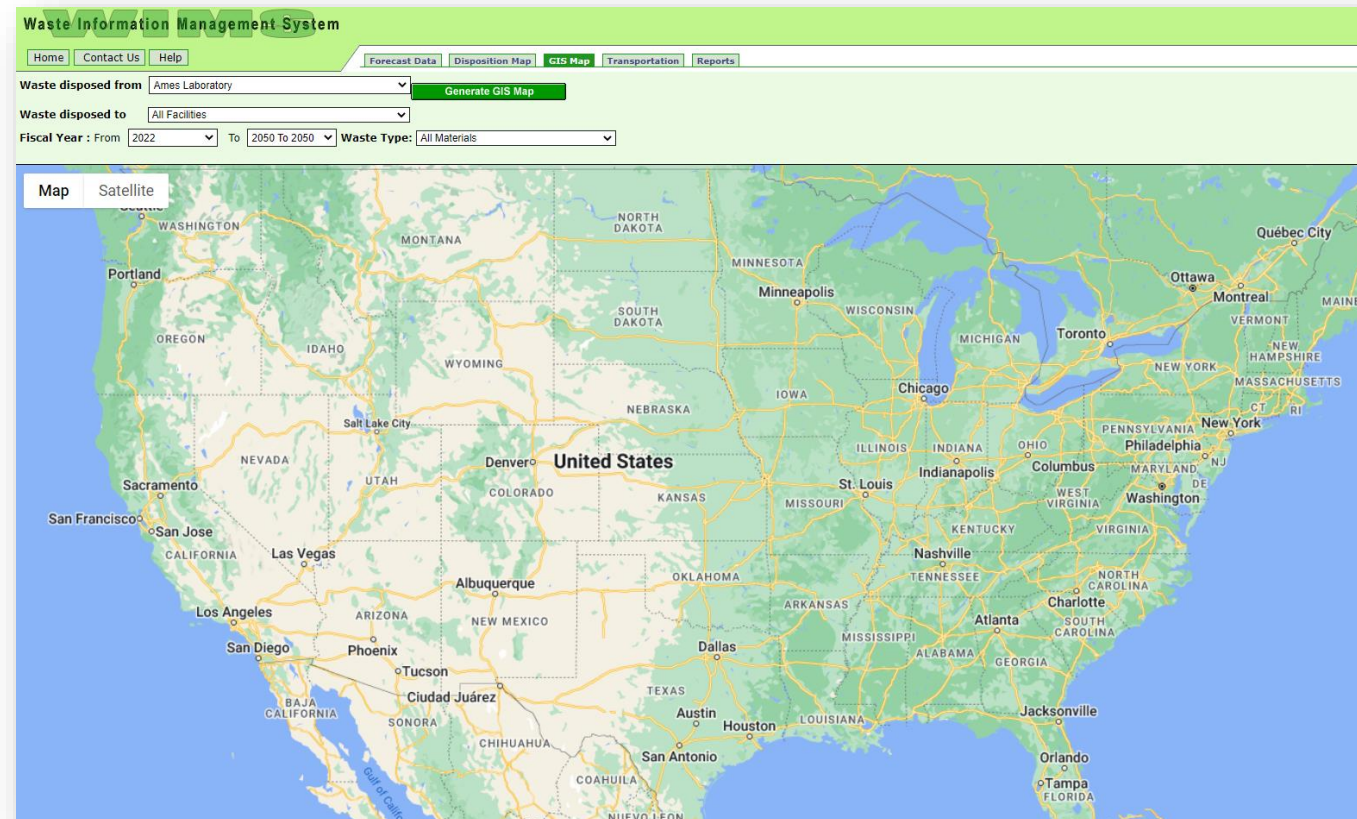 Waste Information Management System
WIMS
Home Contact Us Help
Forecast Data Disposition Map GIS Map Transportation Reports
Waste disposed from Ames Laboratory Generate GIS Map
Waste disposed to All Facilities
Fiscal Year : From 2022 To 2050 To 2050 Waste Type: All Materials
Map Satellite
Seattle
WASHINGTON
NORTH
DAKOTA
MONTANA
Québec City
MINNESOTA
Portland
Ottawa
Minneapolis
Montreal
MAINE
SOUTH
DAKOTA
WISCONSIN
VERMONT
OREGON
MICHIGAN
Toronto
IDAHO
NEW
HAMPSHIRE
WYOMING
NEW YORK
MASSACHUSETTS
Chicago
IOWA
NEBRASKA
CT RI
Salt Lake City
PENNSYLVANIA
New York
ILLINOIS
INDIANA
OHIO
Philadelphia
NEVADA
Denver
United States
Columbus
MARYLAND
NJ
Indianapolis
UTAH
St. Louis
DE
Sacramento
COLORADO
KANSAS
WEST
VIRGINIA
Washington
MISSOURI
San Francisco
San Jose
KENTUCKY
VIRGINIA
CALIFORNIA
Las Vegas
Nashville
OKLAHOMA
TENNESSEE
NORTH
CAROLINA
Albuquerque
Charlotte
ARKANSAS
Los Angeles
ARIZONA
NEW MEXICO
Atlanta
SOUTH
CAROLINA
MISSISSIPPI
San Diego
Phoenix
Dallas
ALABAMA
GEORGIA
Tucson
TEXAS
Ciudad Juárez
BAJA
CALIFORNIA
SONORA
Austin
Houston
LOUISIANA
Jacksonville
CHIHUAHUA
San Antonio
Orlando
COAHUILA
Gulf of
Tampa
FLORIDA
NUEVO LEON